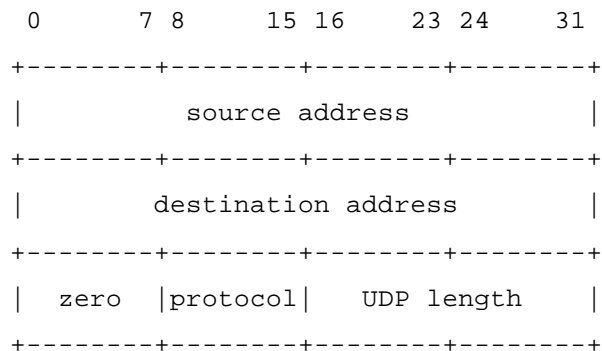 0      7 8     15 16    23 24    31
+--------+--------+--------+--------+
|          source address           |
+--------+--------+--------+--------+
|        destination address        |
+--------+--------+--------+--------+
|  zero  |protocol|   UDP length    |
+--------+--------+--------+--------+